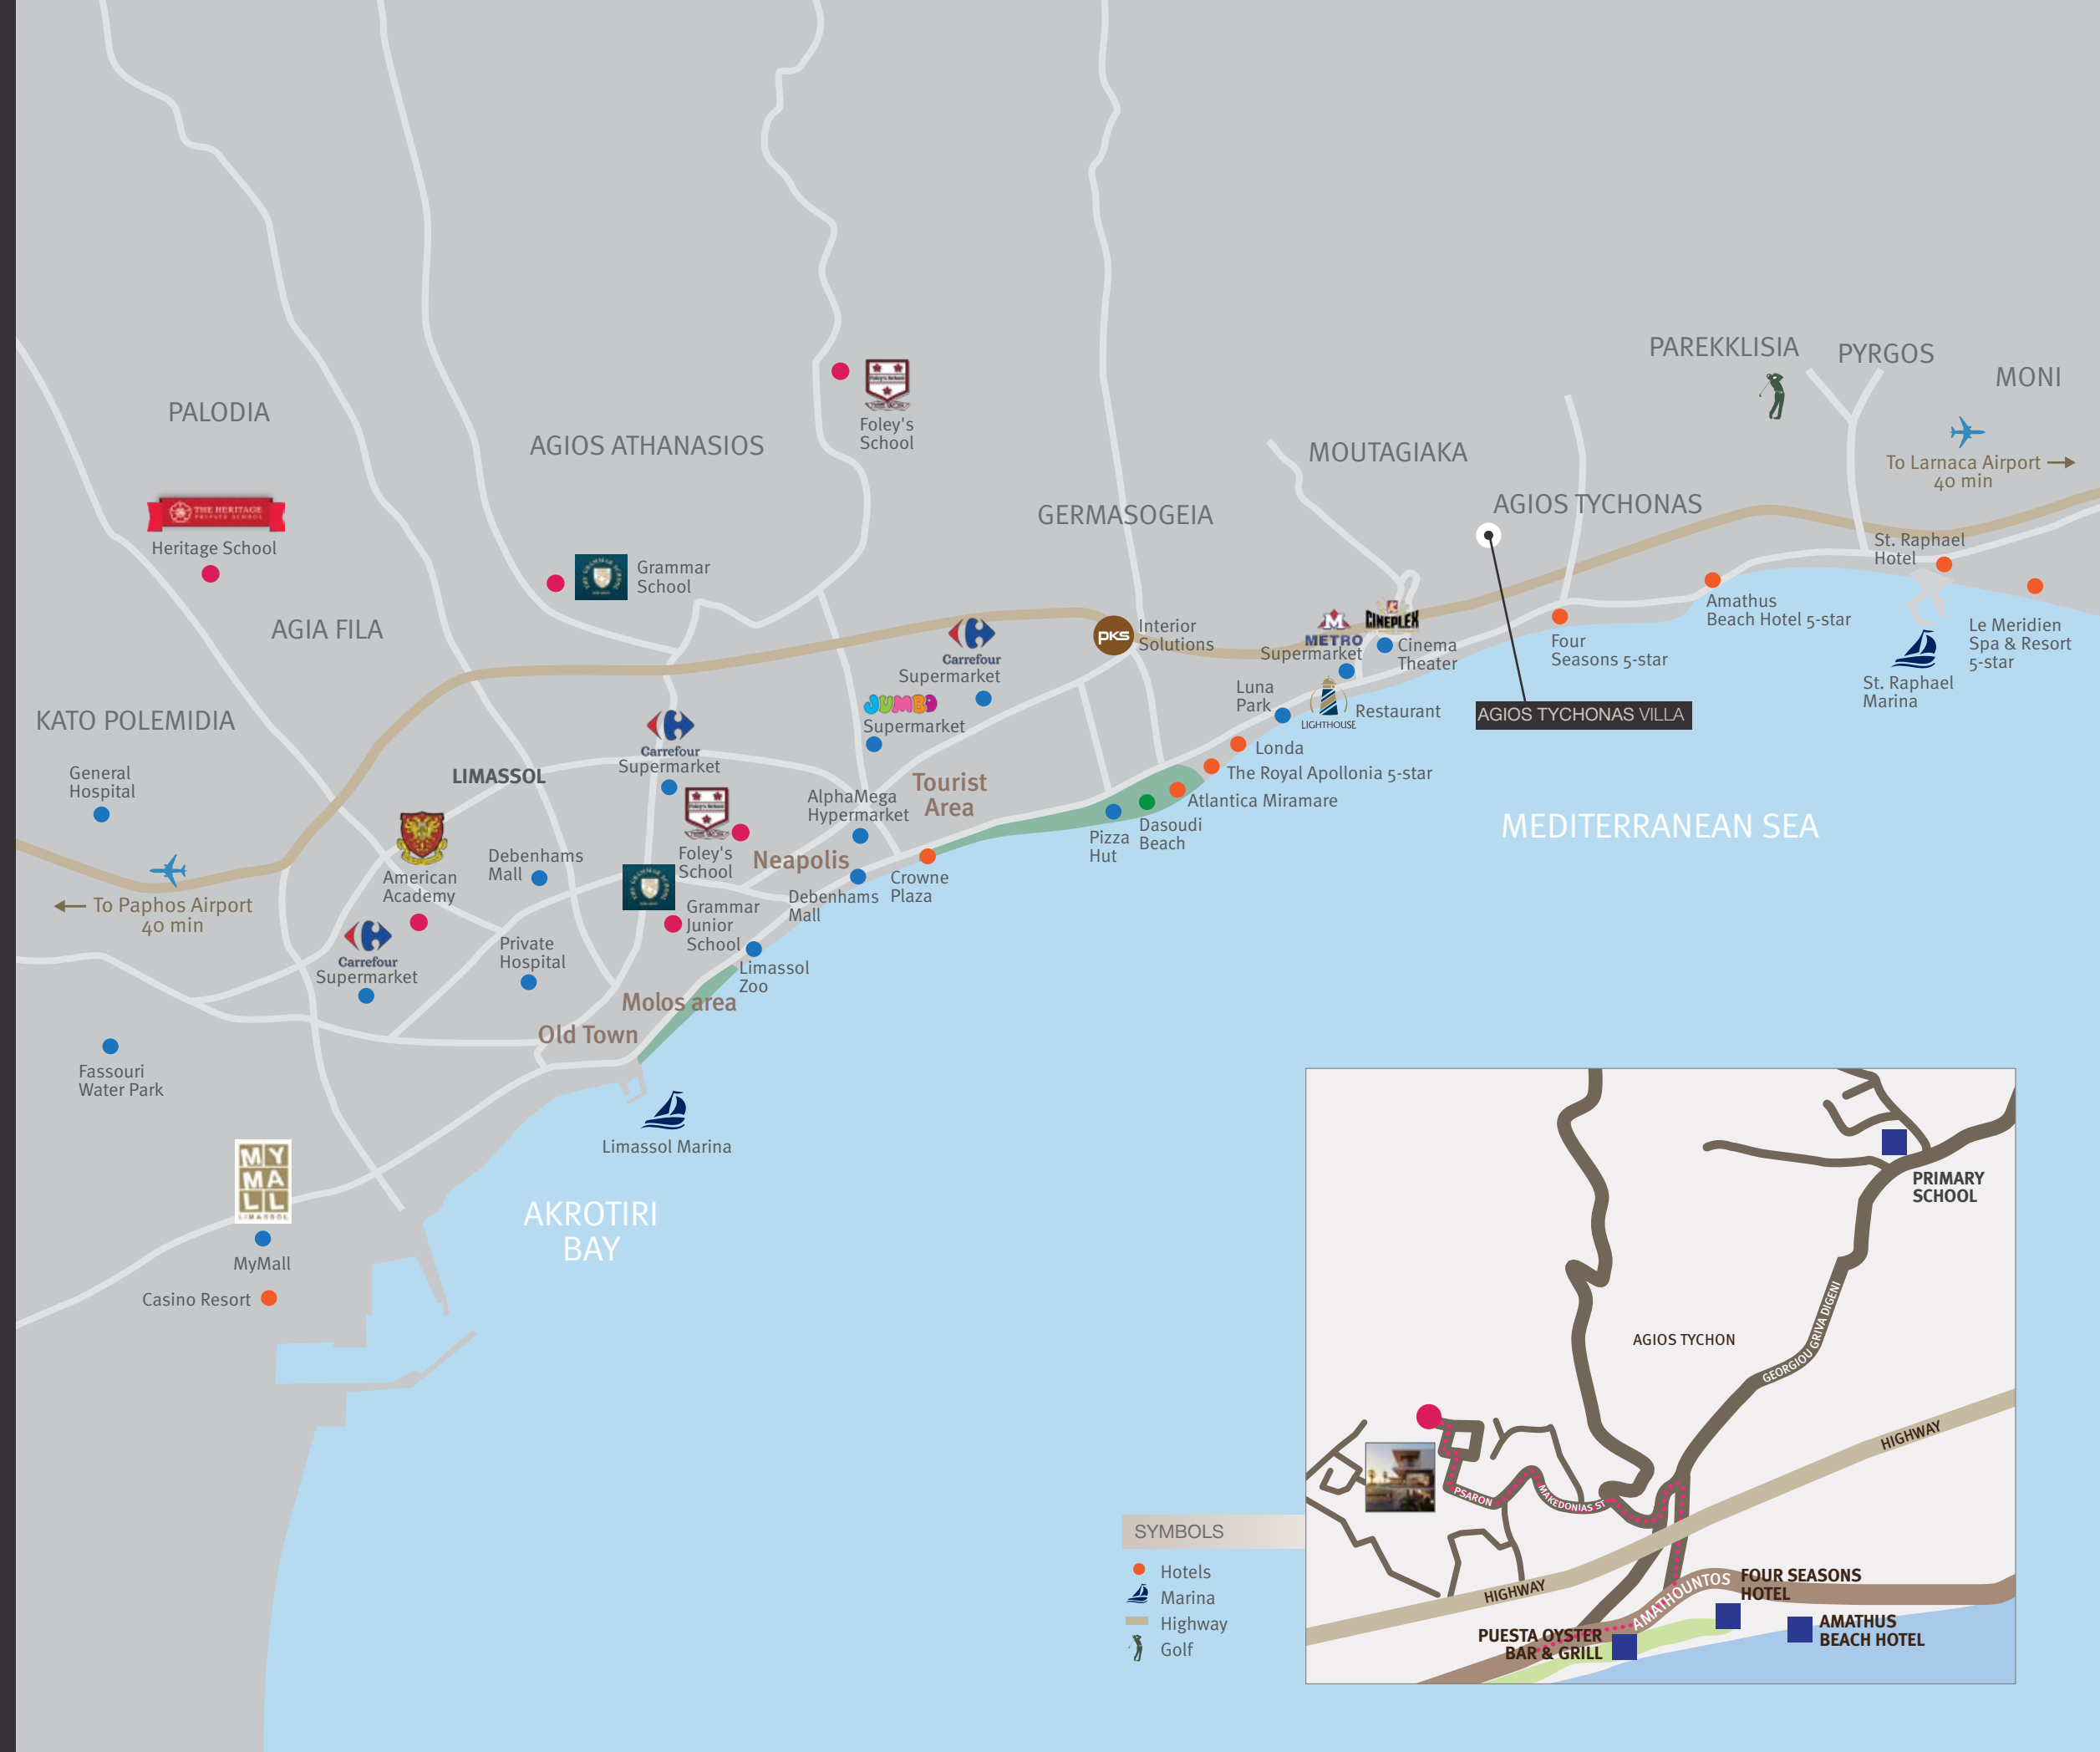 PAREKKLISIA
PYRGOS
MONI
PALODIA
Foley's
School
AGIOS ATHANASIOS
MOUTAGIAKA
To Larnaca Airport
40 min
THE HERITAGE
PRIVATE SCHOOL
Heritage School
GERMASOGEIA
AGIOS TYCHONAS
St. Raphael
Hotel
Grammar
School
Amathus
Beach Hotel 5-star
AGIA FILA
Carrefour
Supermarket
pks
Interior
Solutions
METRO
Supermarket
CINEPLEX
Cinema
Theater
Four
Seasons 5-star
Le Meridien
Spa & Resort
5-star
St. Raphael
Marina
KATO POLEMIDIA
JUMBO
Supermarket
Luna
Park
LIGHTHOUSE
Restaurant
AGIOS TYCHONAS VILLA
Carrefour
Supermarket
Londa
General
Hospital
LIMASSOL
The Royal Apollonia 5-star
Tourist
Area
AlphaMega
Hypermarket
Atlantica Miramare
Dasoudi
Beach
Pizza
Hut
MEDITERRANEAN SEA
Foley's
School
Neapolis
Debenhams
Mall
American
Academy
Debenhams
Mall
Crowne
Plaza
To Paphos Airport
40 min
Grammar
Junior
School
Private
Hospital
Carrefour
Supermarket
Limassol
Zoo
Molos area
Old Town
Fassouri
Water Park
Limassol Marina
MY
MA
LL
LIMASSOL
MyMall
AKROTIRI
BAY
Casino Resort
PRIMARY
SCHOOL
AGIOS TYCHON
GEORGIOU GRIVA DIGENI
HIGHWAY
PSARON
MAKEDONIAS ST
HIGHWAY
AMATHOUNTOS
FOUR SEASONS
HOTEL
AMATHUS
BEACH HOTEL
PUESTA OYSTER
BAR & GRILL
SYMBOLS
Hotels
Marina
Highway
Golf